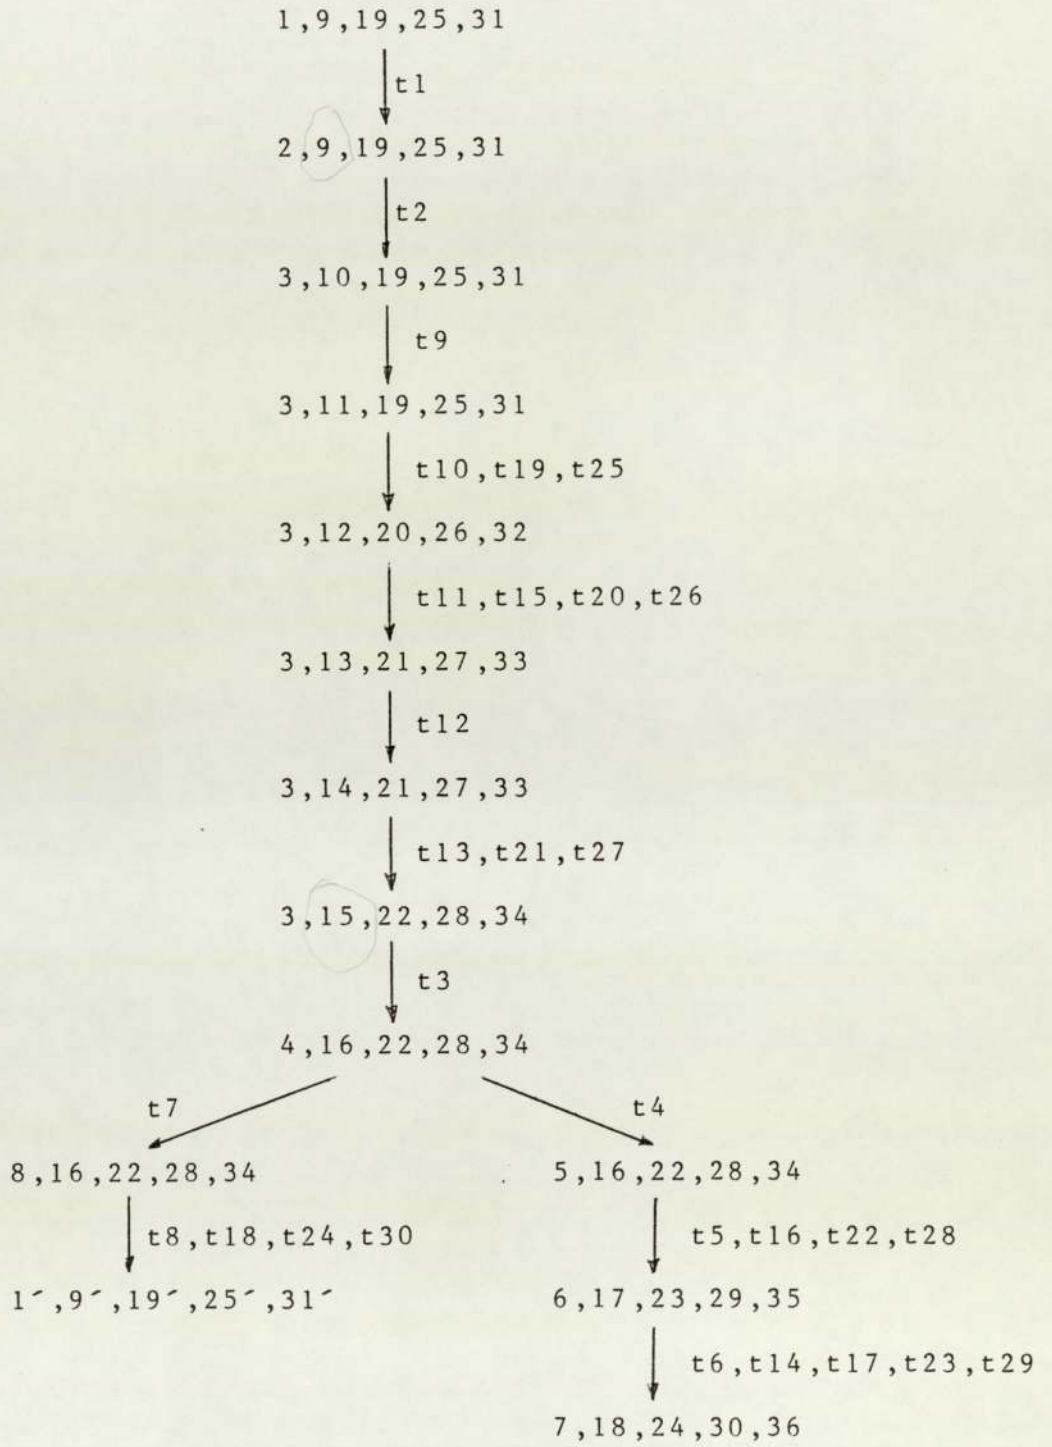 1,9,19,25,31
t1
2,9,19,25,31
t2
3,10,19,25,31
t9
3,11,19,25,31
t10,t19,t25
3,12,20,26,32
t11,t15,t20,t26
3,13,21,27,33
t12
3,14,21,27,33
t13,t21,t27
3,15,22,28,34
t3
4,16,22,28,34
t7 t4
8,16,22,28,34 5,16,22,28,34
t8,t18,t24,t30 t5,t16,t22,t28
1´,9´,19´,25´,31´ 6,17,23,29,35
t6,t14,t17,t23,t29
7,18,24,30,36